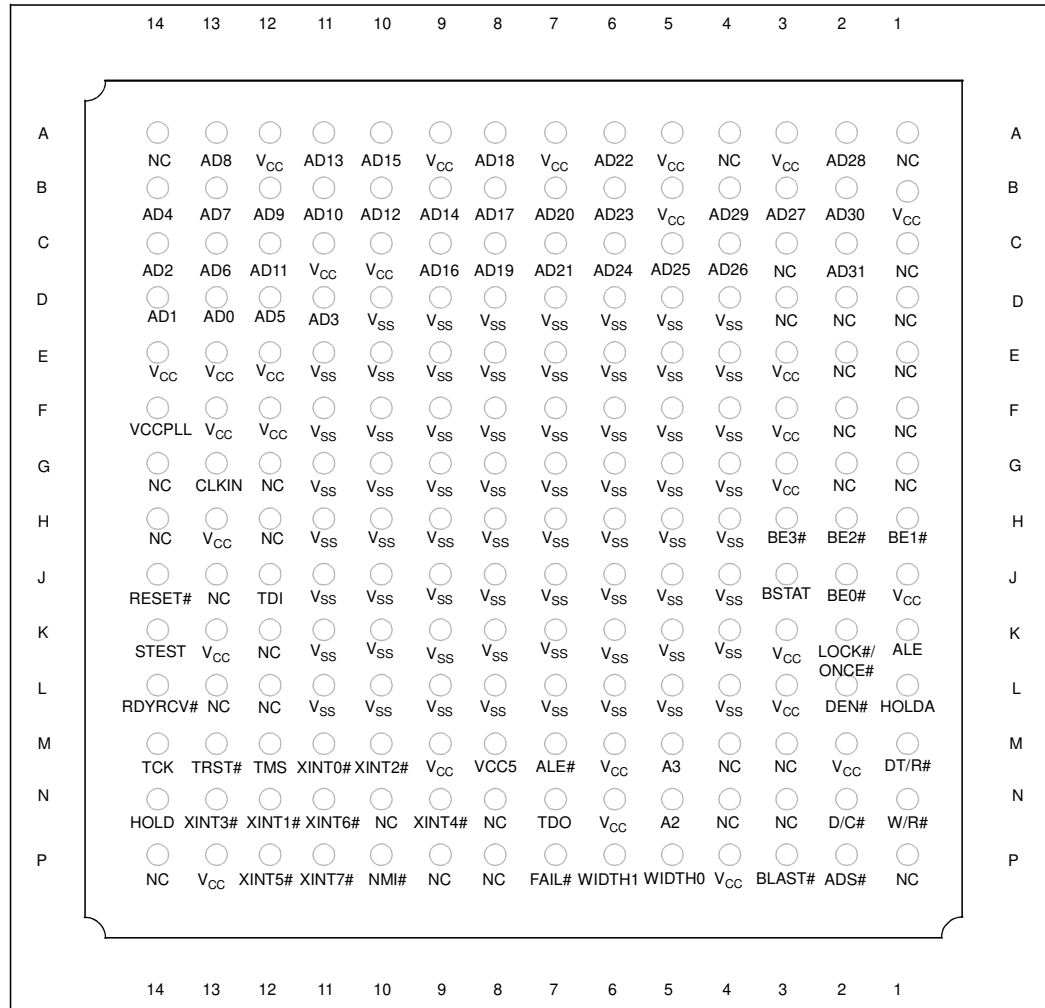 14 13 12 11 10 9 8 7 6 5 4 3 2 1
A A
NC AD8 VCC AD13 AD15 VCC AD18 VCC AD22 VCC NC VCC AD28 NC
B B
AD4 AD7 AD9 AD10 AD12 AD14 AD17 AD20 AD23 VCC AD29 AD27 AD30 VCC
C C
AD2 AD6 AD11 VCC VCC AD16 AD19 AD21 AD24 AD25 AD26 NC AD31 NC
D D
AD1 AD0 AD5 AD3 VSS VSS VSS VSS VSS VSS VSS NC NC NC
E E
VCC VCC VCC VSS VSS VSS VSS VSS VSS VSS VSS VCC NC NC
F F
VCCPLL VCC VCC VSS VSS VSS VSS VSS VSS VSS VSS VCC NC NC
G G
NC CLKIN NC VSS VSS VSS VSS VSS VSS VSS VSS VCC NC NC
H H
NC VCC NC VSS VSS VSS VSS VSS VSS VSS VSS BE3# BE2# BE1#
J J
RESET# NC TDI VSS VSS VSS VSS VSS VSS VSS VSS BSTAT BE0# VCC
K K
STEST VCC NC VSS VSS VSS VSS VSS VSS VSS VSS VCC LOCK#/ ALE
ONCE#
L L
RDYRCV# NC NC VSS VSS VSS VSS VSS VSS VSS VSS VCC DEN# HOLDA
M M
TCK TRST# TMS XINT0# XINT2# VCC VCC5 ALE# VCC A3 NC NC VCC DT/R#
N N
HOLD XINT3# XINT1# XINT6# NC XINT4# NC TDO VCC A2 NC NC D/C# W/R#
P P
NC VCC XINT5# XINT7# NMI# NC NC FAIL# WIDTH1 WIDTH0 VCC BLAST# ADS# NC
14 13 12 11 10 9 8 7 6 5 4 3 2 1